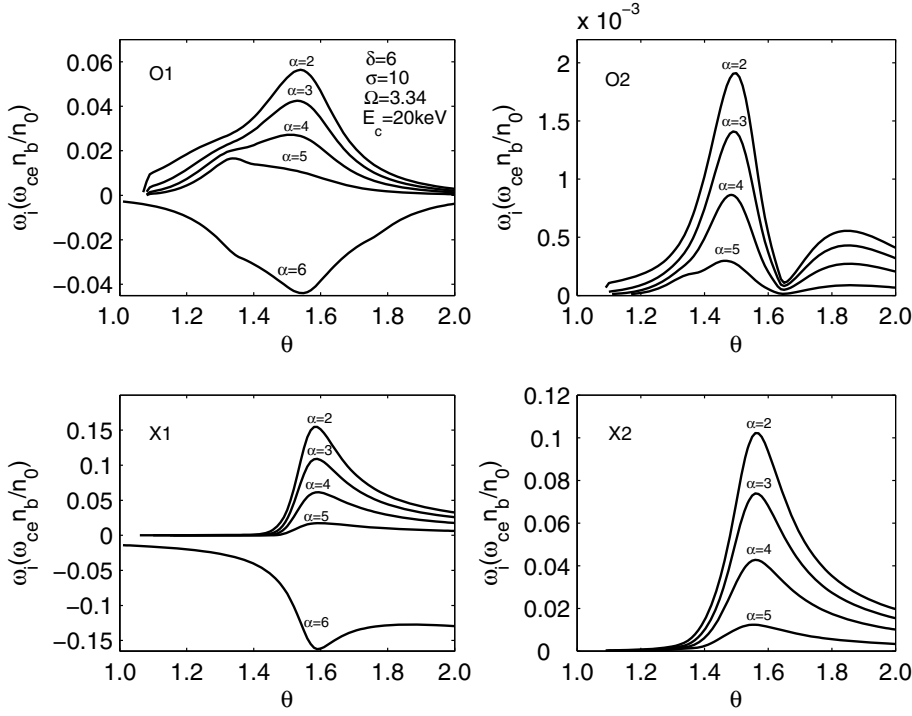 O1
α=2
α=3
α=4
α=5
α=6
δ=6
σ=10
Ω=3.34
E_c=20keV
0.06
0.04
0.02
0
−0.02
−0.04
ω_i(ω_ce n_b/n_0)
1.0 1.2 1.4 1.6 1.8 2.0
θ
x 10^−3
O2
α=2
α=3
α=4
α=5
2
1.5
1
0.5
0
ω_i(ω_ce n_b/n_0)
1.0 1.2 1.4 1.6 1.8 2.0
θ
X1
α=2
α=3
α=4
α=5
α=6
0.15
0.1
0.05
0
−0.05
−0.1
−0.15
ω_i(ω_ce n_b/n_0)
1.0 1.2 1.4 1.6 1.8 2.0
θ
X2
α=2
α=3
α=4
α=5
0.12
0.1
0.08
0.06
0.04
0.02
0
ω_i(ω_ce n_b/n_0)
1.0 1.2 1.4 1.6 1.8 2.0
θ